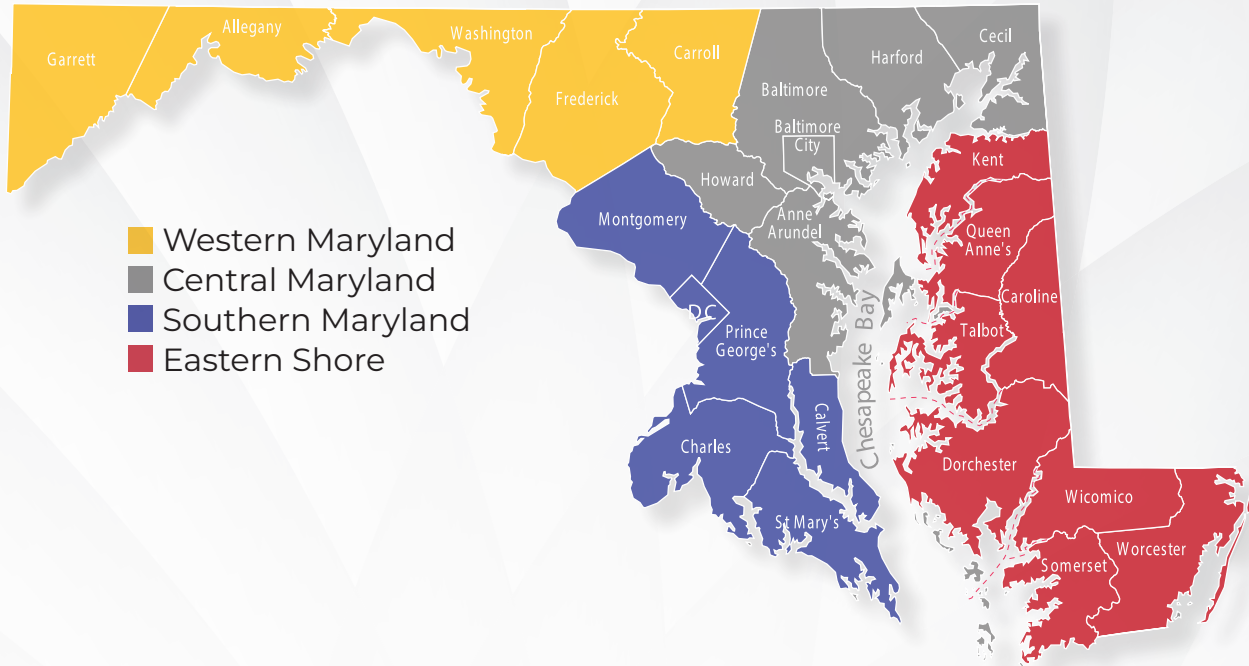 Garrett
Allegany
Washington
Frederick
Carroll
Baltimore
Harford
Cecil
Baltimore
City
Howard
Anne
Arundel
Montgomery
D.C
Prince
George's
Calvert
Charles
St Mary's
Chesapeake Bay
Kent
Queen
Anne's
Caroline
Talbot
Dorchester
Wicomico
Worcester
Somerset
Western Maryland
Central Maryland
Southern Maryland
Eastern Shore